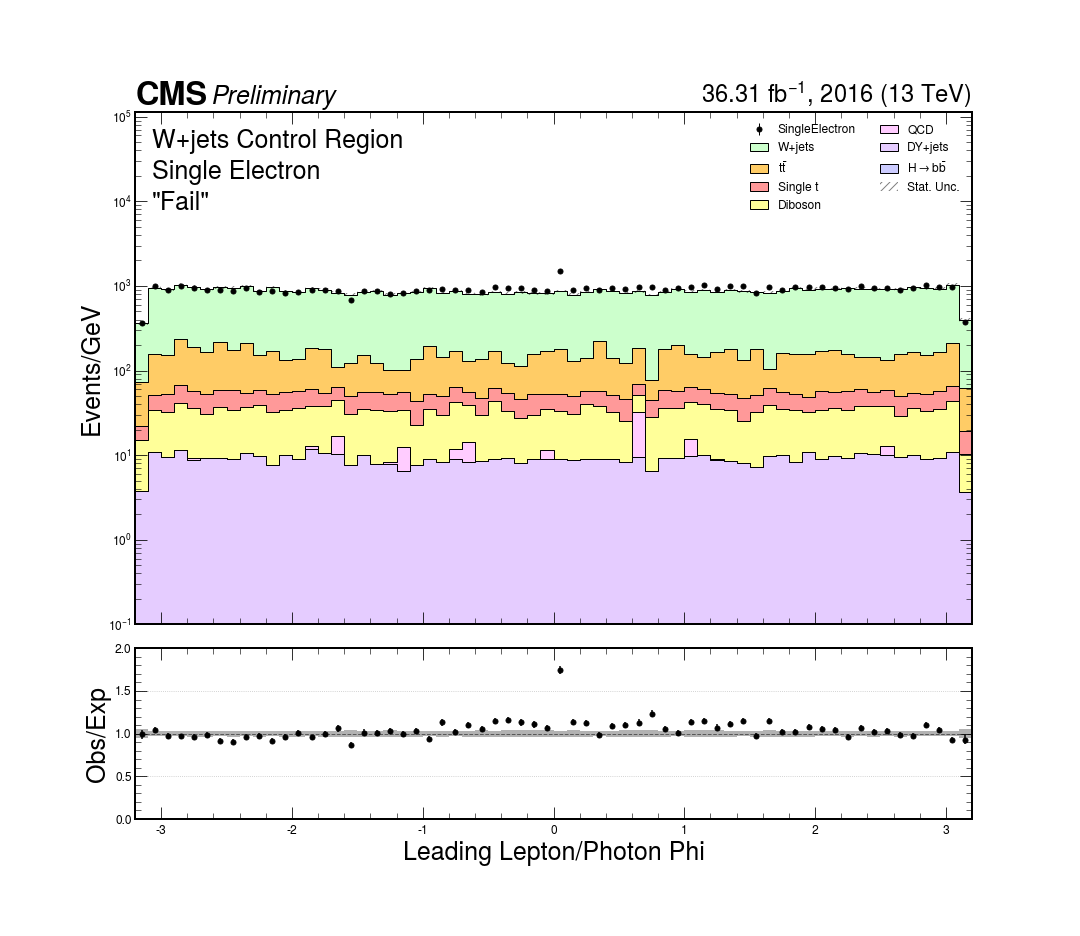 CMS Preliminary
36.31 fb⁻¹, 2016 (13 TeV)
W+jets Control Region
Single Electron
"Fail"
SingleElectron
W+jets
tt̄
Single t
Diboson
QCD
DY+jets
H→bb̄
Stat. Unc.
Events/GeV
10⁵
10⁴
10³
10²
10¹
10⁰
10⁻¹
Obs/Exp
2.0
1.5
1.0
0.5
0.0
-3 -2 -1 0 1 2 3
Leading Lepton/Photon Phi